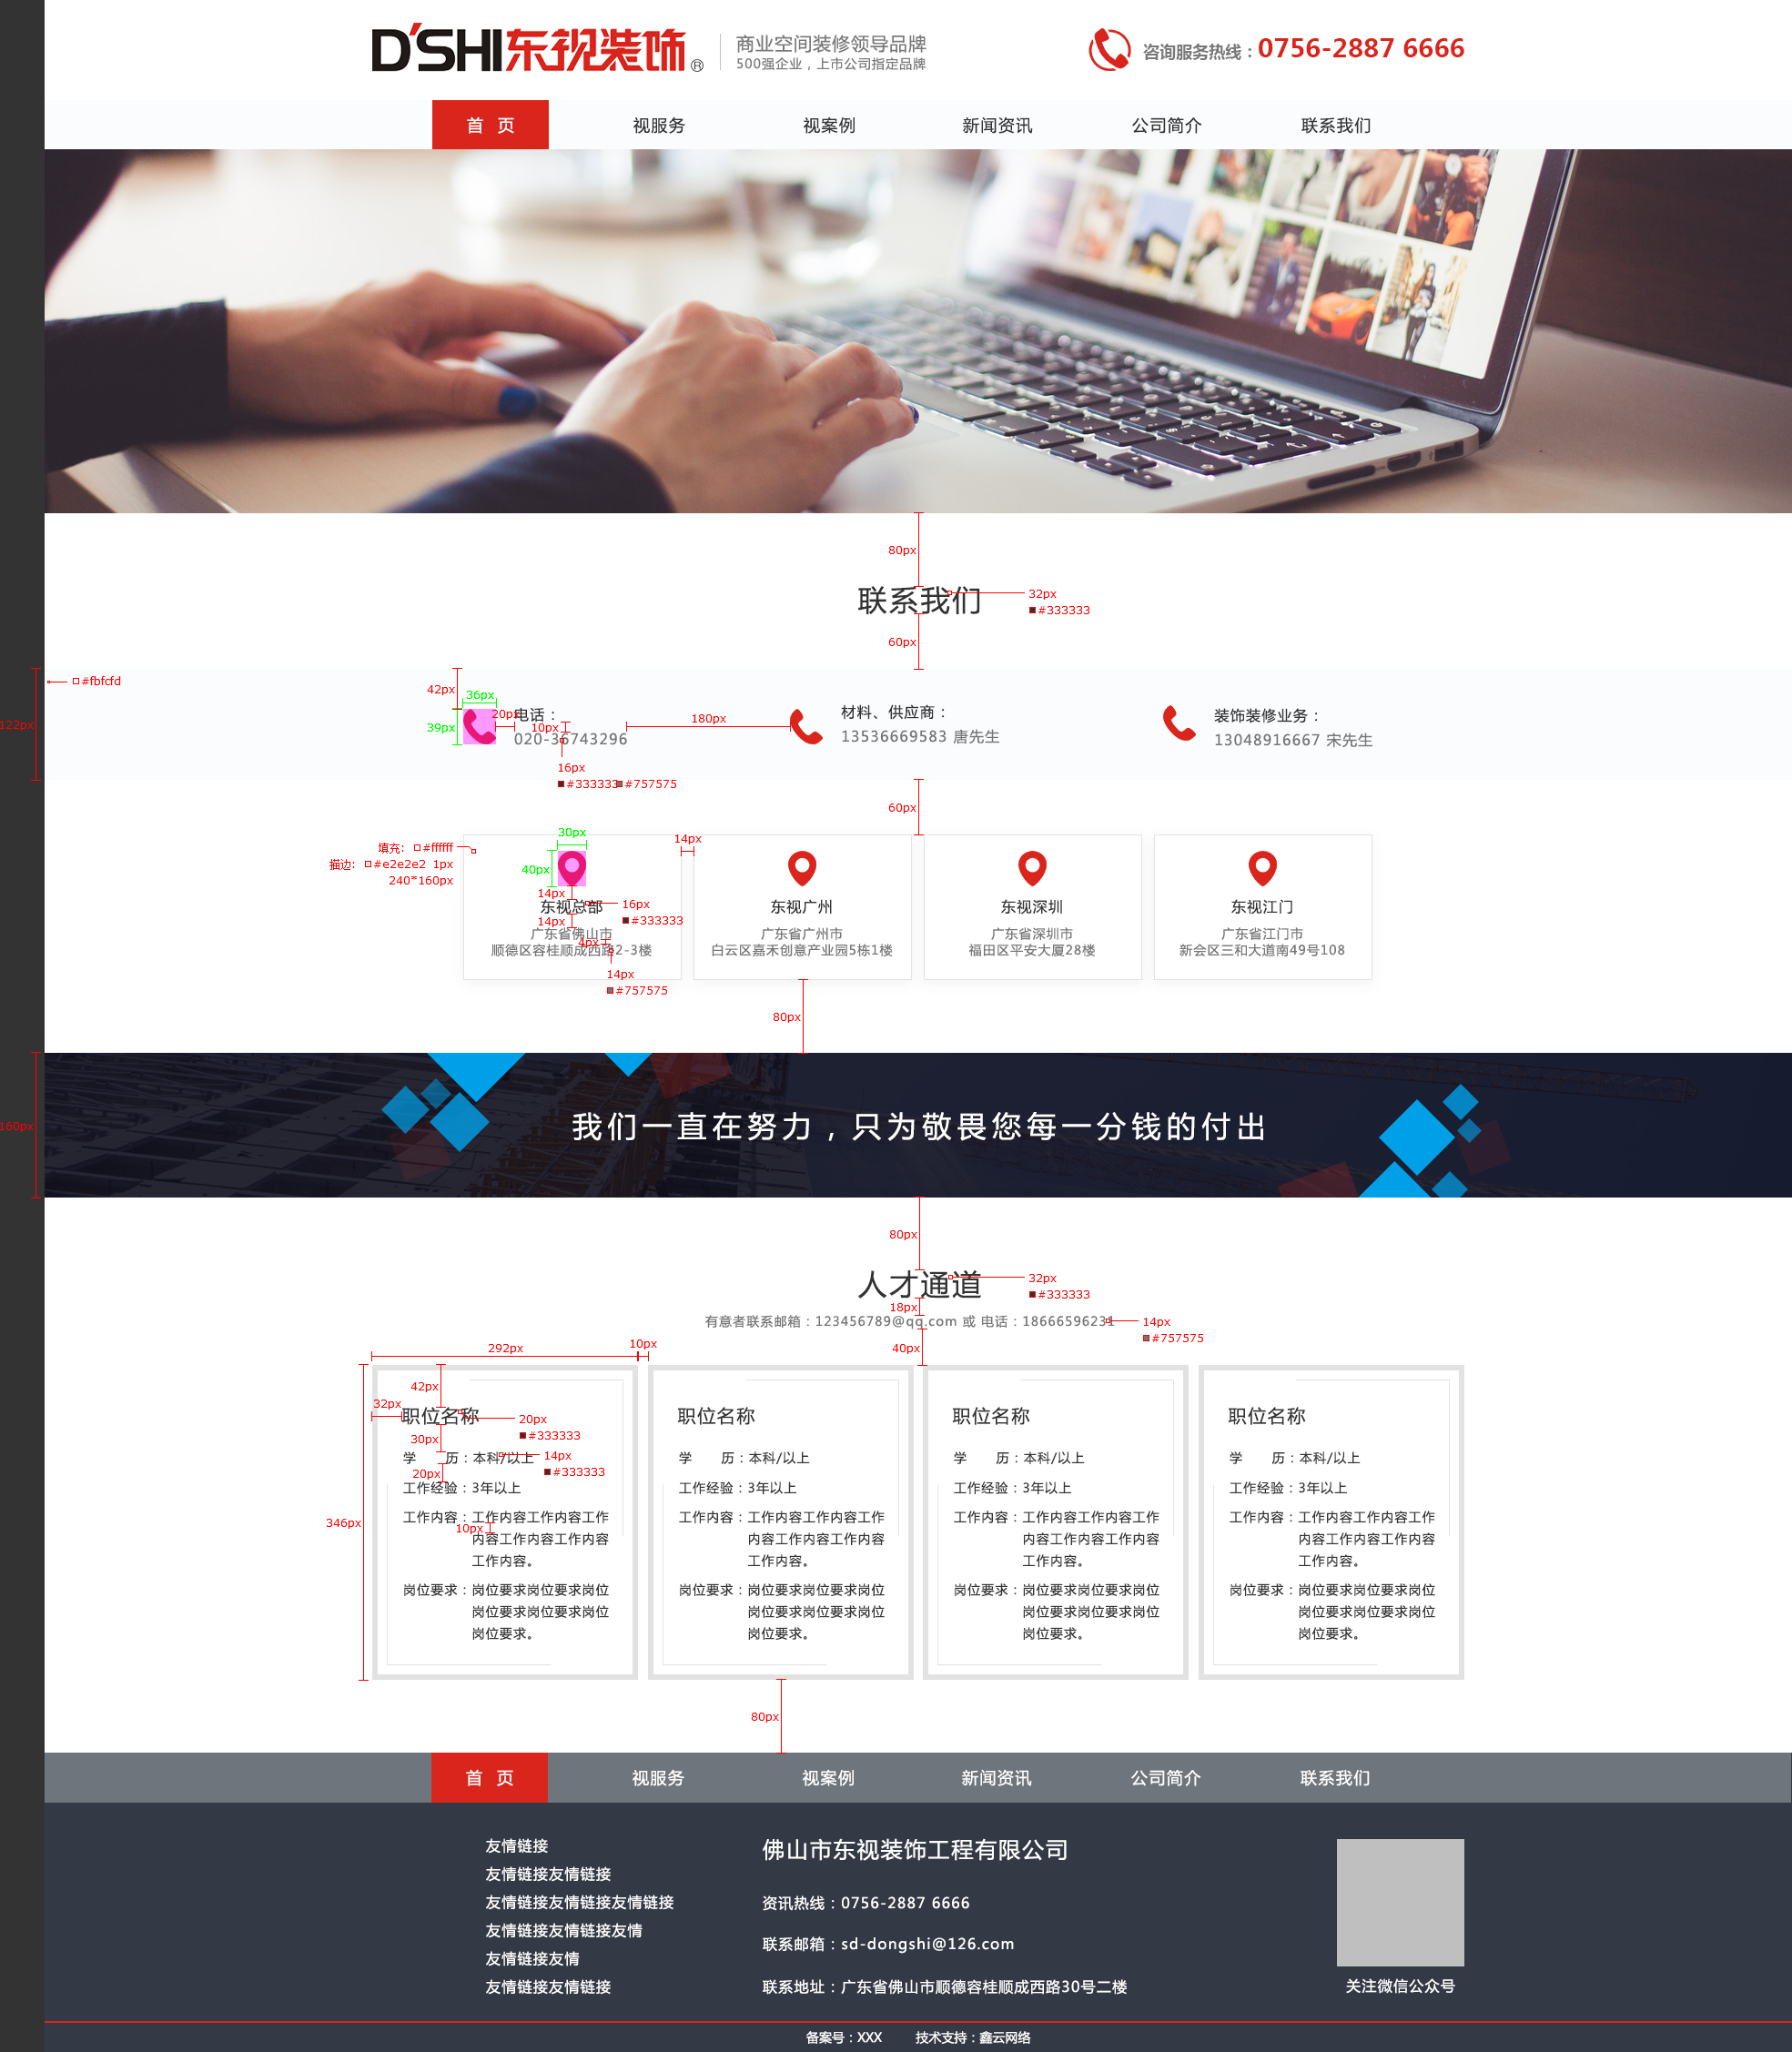 D'SHI东视装饰®
商业空间装修领导品牌
500强企业，上市公司指定品牌
咨询服务热线：0756-2887 6666
首 页 视服务 视案例 新闻资讯 公司简介 联系我们
80px
联系我们
32px
#333333
60px
#fbfcfd
122px
42px
36px
39px
20px
10px
180px
电话：
020-36743296
材料、供应商：
13536669583 唐先生
装饰装修业务：
13048916667 宋先生
16px
#333333 #757575
60px
填充: #ffffff
描边: #e2e2e2 1px
240*160px
30px
40px
14px
14px
14px
4px
16px
#333333
14px
#757575
东视总部
广东省佛山市
顺德区容桂顺成西路2-3楼
东视广州
广东省广州市
白云区嘉禾创意产业园5栋1楼
东视深圳
广东省深圳市
福田区平安大厦28楼
东视江门
广东省江门市
新会区三和大道南49号108
80px
160px
我们一直在努力，只为敬畏您每一分钱的付出
80px
人才通道
32px
#333333
18px
有意者联系邮箱：123456789@qq.com 或 电话：18666596231
14px
#757575
40px
292px
10px
346px
42px
32px
20px
#333333
30px
14px
#333333
20px
10px
职位名称
学 历：本科/以上
工作经验：3年以上
工作内容：工作内容工作内容工作
内容工作内容工作内容
工作内容。
岗位要求：岗位要求岗位要求岗位
岗位要求岗位要求岗位
岗位要求。
职位名称
学 历：本科/以上
工作经验：3年以上
工作内容：工作内容工作内容工作
内容工作内容工作内容
工作内容。
岗位要求：岗位要求岗位要求岗位
岗位要求岗位要求岗位
岗位要求。
职位名称
学 历：本科/以上
工作经验：3年以上
工作内容：工作内容工作内容工作
内容工作内容工作内容
工作内容。
岗位要求：岗位要求岗位要求岗位
岗位要求岗位要求岗位
岗位要求。
职位名称
学 历：本科/以上
工作经验：3年以上
工作内容：工作内容工作内容工作
内容工作内容工作内容
工作内容。
岗位要求：岗位要求岗位要求岗位
岗位要求岗位要求岗位
岗位要求。
80px
首 页 视服务 视案例 新闻资讯 公司简介 联系我们
友情链接
友情链接友情链接
友情链接友情链接友情链接
友情链接友情链接友情
友情链接友情
友情链接友情链接
佛山市东视装饰工程有限公司
资讯热线：0756-2887 6666
联系邮箱：sd-dongshi@126.com
联系地址：广东省佛山市顺德容桂顺成西路30号二楼
关注微信公众号
备案号：XXX 技术支持：鑫云网络